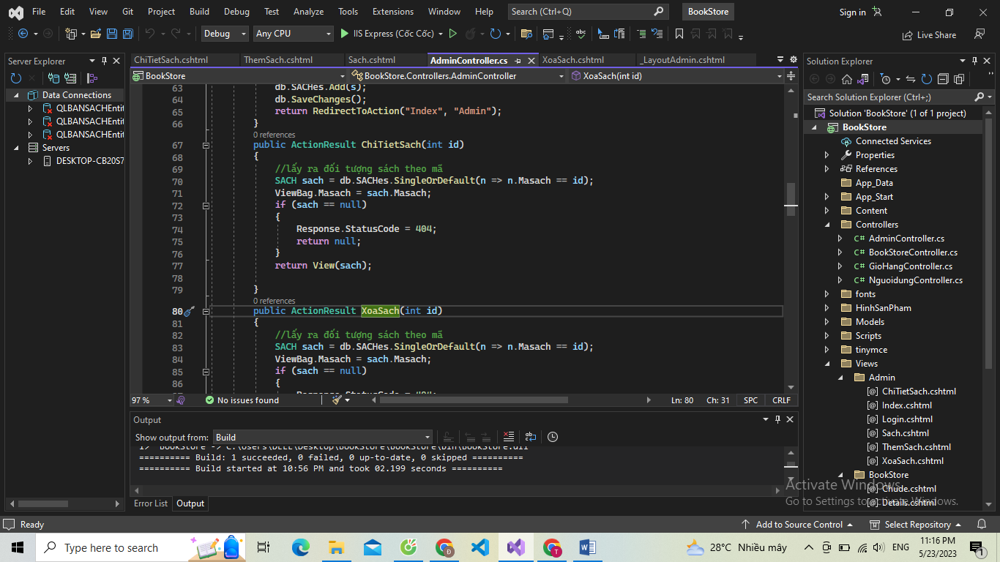 File Edit View Git Project Build Debug Test Analyze Tools Extensions Window Help Search (Ctrl+Q) BookStore Sign in
Debug Any CPU IIS Express (Cốc Cốc) Live Share
Server Explorer
Data Connections
QLBANSACHEntit
QLBANSACHEntit
QLBANSACHEntit
Servers
DESKTOP-CB20S7
ChiTietSach.cshtml ThemSach.cshtml Sach.cshtml AdminController.cs XoaSach.cshtml _LayoutAdmin.cshtml
BookStore BookStore.Controllers.AdminController XoaSach(int id)
63 db.SACHes.Add(s);
64 db.SaveChanges();
65 return RedirectToAction("Index", "Admin");
66 }
0 references
67 public ActionResult ChiTietSach(int id)
68 {
69 //lấy ra đối tượng sách theo mã
70 SACH sach = db.SACHes.SingleOrDefault(n => n.Masach == id);
71 ViewBag.Masach = sach.Masach;
72 if (sach == null)
73 {
74 Response.StatusCode = 404;
75 return null;
76 }
77 return View(sach);
78
79 }
0 references
80 public ActionResult XoaSach(int id)
81 {
82 //lấy ra đối tượng sách theo mã
83 SACH sach = db.SACHes.SingleOrDefault(n => n.Masach == id);
84 ViewBag.Masach = sach.Masach;
85 if (sach == null)
86 {
97 % No issues found Ln: 80 Ch: 31 SPC CRLF
Output
Show output from: Build
1> BookStore -> C:\Users\DELL\Desktop\BookStore\BookStore\bin\BookStore.dll
========== Build: 1 succeeded, 0 failed, 0 up-to-date, 0 skipped ==========
========== Build started at 10:56 PM and took 02.199 seconds ==========
Error List Output
Solution Explorer
Search Solution Explorer (Ctrl+;)
Solution 'BookStore' (1 of 1 project)
BookStore
Connected Services
Properties
References
App_Data
App_Start
Content
Controllers
C# AdminController.cs
C# BookStoreController.cs
C# GioHangController.cs
C# NguoidungController.cs
fonts
HinhSanPham
Models
Scripts
tinymce
Views
Admin
[@] ChiTietSach.cshtml
[@] Index.cshtml
[@] Login.cshtml
[@] Sach.cshtml
[@] ThemSach.cshtml
[@] XoaSach.cshtml
BookStore
[@] Chude.cshtml
[@] Details.cshtml
Activate Windows
Go to Settings to activate Windows.
Ready Add to Source Control Select Repository
Type here to search 28°C Nhiều mây ENG 11:16 PM
5/23/2023 1